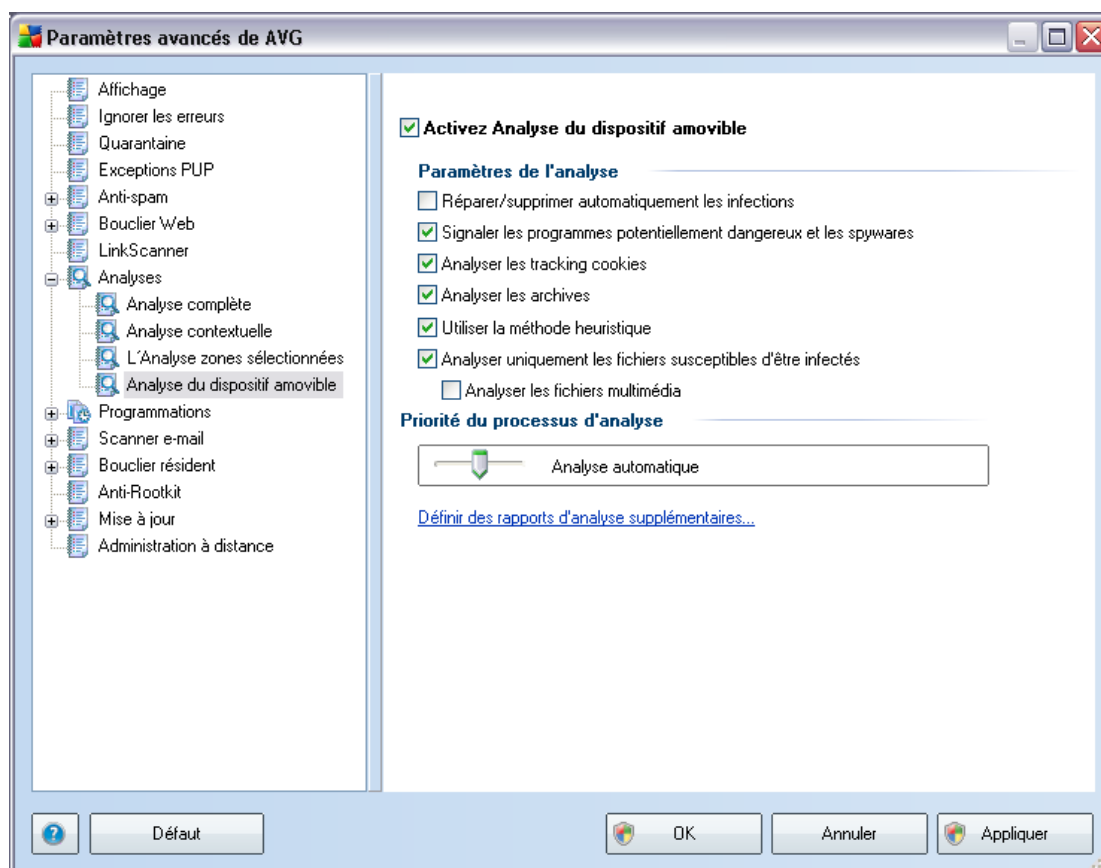 Paramètres avancés de AVG
Affichage
Ignorer les erreurs
Quarantaine
Exceptions PUP
Anti-spam
Bouclier Web
LinkScanner
Analyses
Analyse complète
Analyse contextuelle
L´Analyse zones sélectionnées
Analyse du dispositif amovible
Programmations
Scanner e-mail
Bouclier résident
Anti-Rootkit
Mise à jour
Administration à distance
Activez Analyse du dispositif amovible
Paramètres de l'analyse
Réparer/supprimer automatiquement les infections
Signaler les programmes potentiellement dangereux et les spywares
Analyser les tracking cookies
Analyser les archives
Utiliser la méthode heuristique
Analyser uniquement les fichiers susceptibles d'être infectés
Analyser les fichiers multimédia
Priorité du processus d'analyse
Analyse automatique
Définir des rapports d'analyse supplémentaires...
? Défaut OK Annuler Appliquer